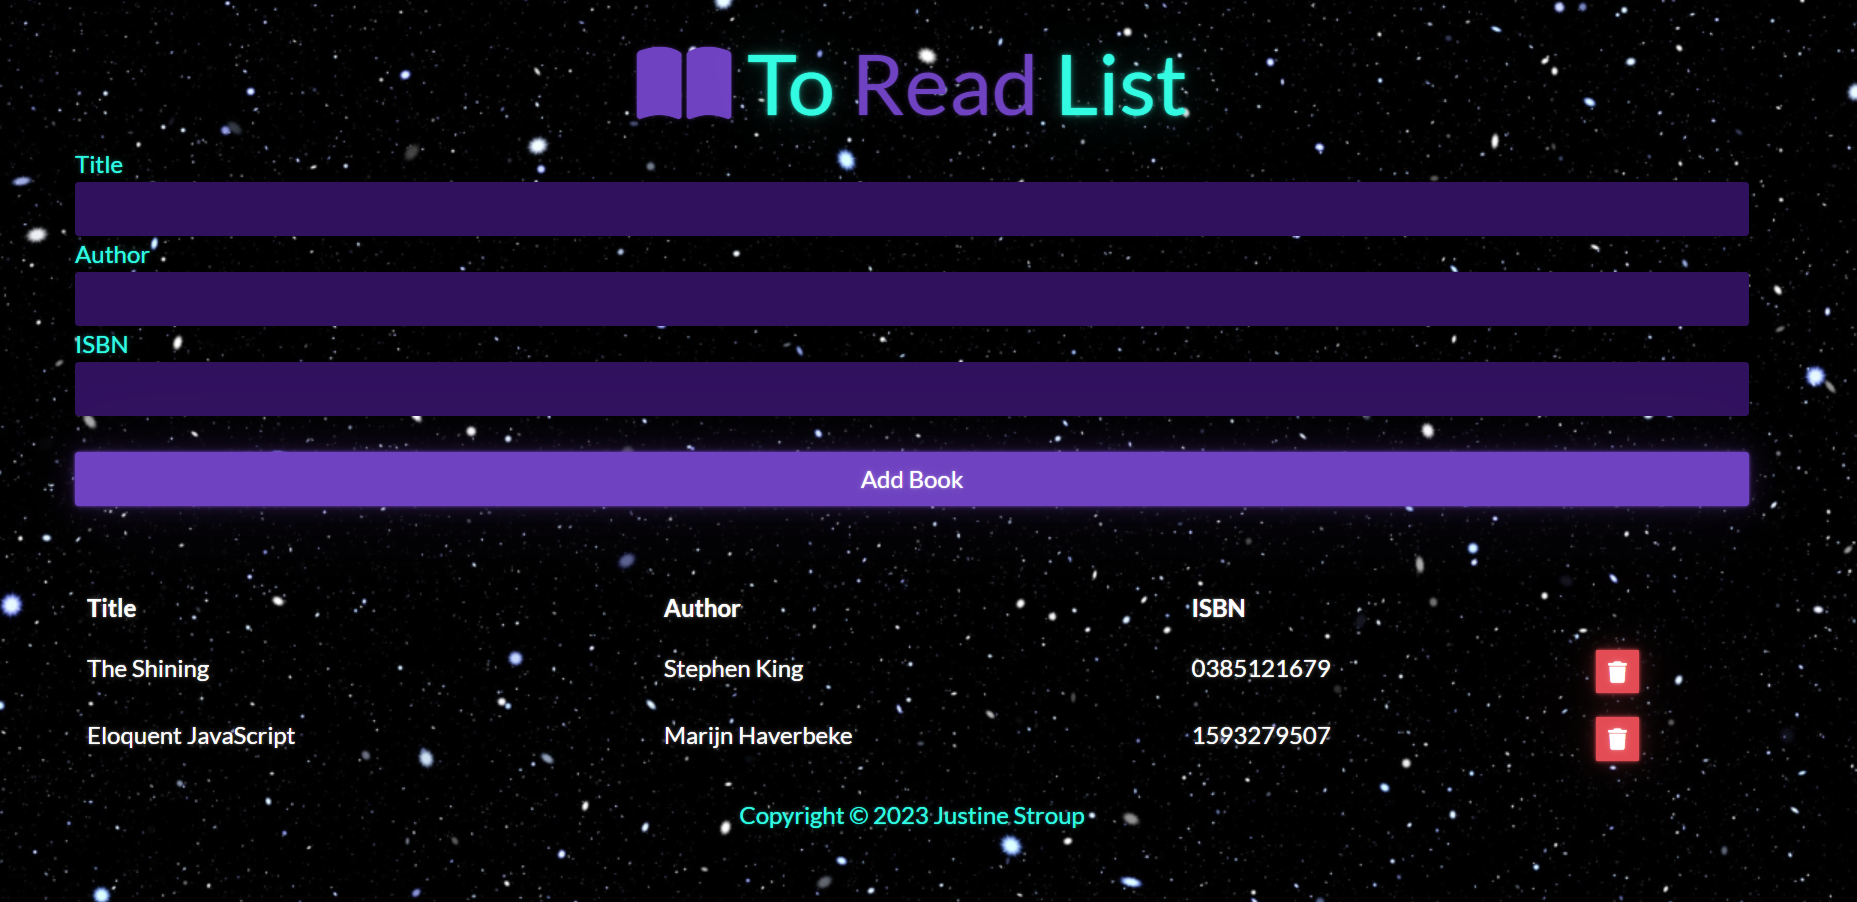 To Read List
Title
Author
ISBN
Add Book
Title Author ISBN
The Shining Stephen King 0385121679
Eloquent JavaScript Marijn Haverbeke 1593279507
Copyright © 2023 Justine Stroup